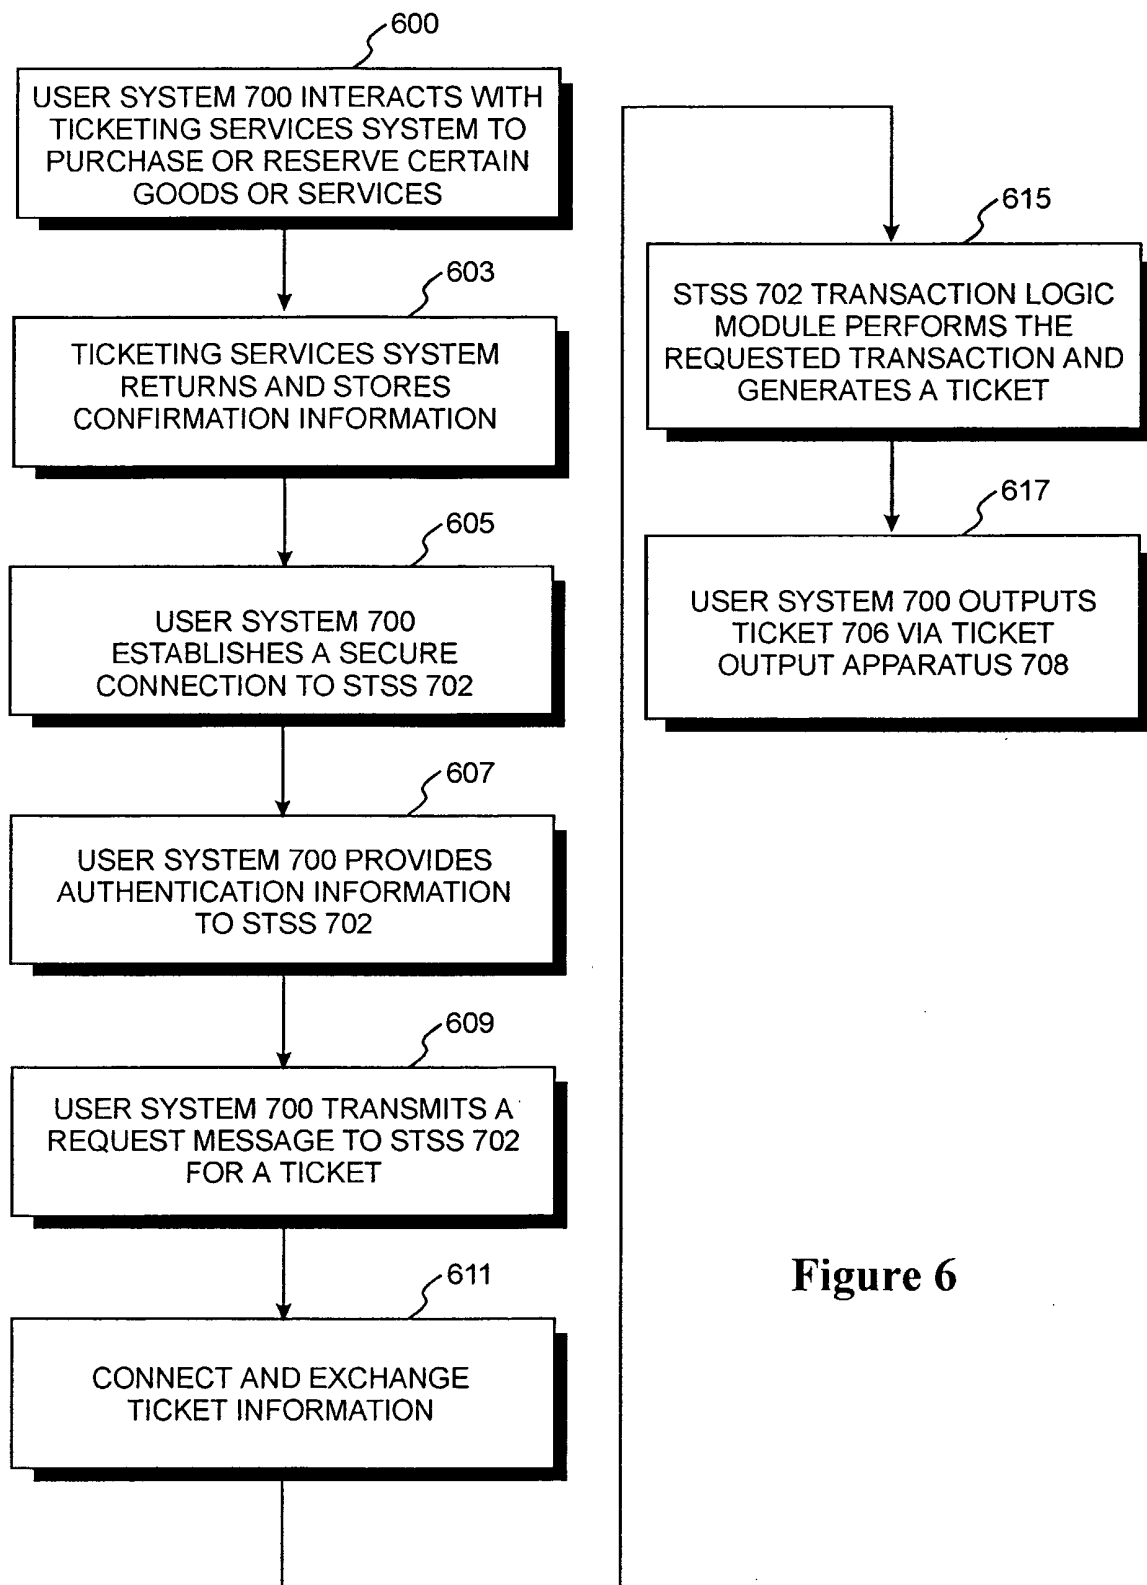 600
USER SYSTEM 700 INTERACTS WITH
TICKETING SERVICES SYSTEM TO
PURCHASE OR RESERVE CERTAIN
GOODS OR SERVICES
603
TICKETING SERVICES SYSTEM
RETURNS AND STORES
CONFIRMATION INFORMATION
605
USER SYSTEM 700
ESTABLISHES A SECURE
CONNECTION TO STSS 702
607
USER SYSTEM 700 PROVIDES
AUTHENTICATION INFORMATION
TO STSS 702
609
USER SYSTEM 700 TRANSMITS A
REQUEST MESSAGE TO STSS 702
FOR A TICKET
611
CONNECT AND EXCHANGE
TICKET INFORMATION
615
STSS 702 TRANSACTION LOGIC
MODULE PERFORMS THE
REQUESTED TRANSACTION AND
GENERATES A TICKET
617
USER SYSTEM 700 OUTPUTS
TICKET 706 VIA TICKET
OUTPUT APPARATUS 708
Figure 6